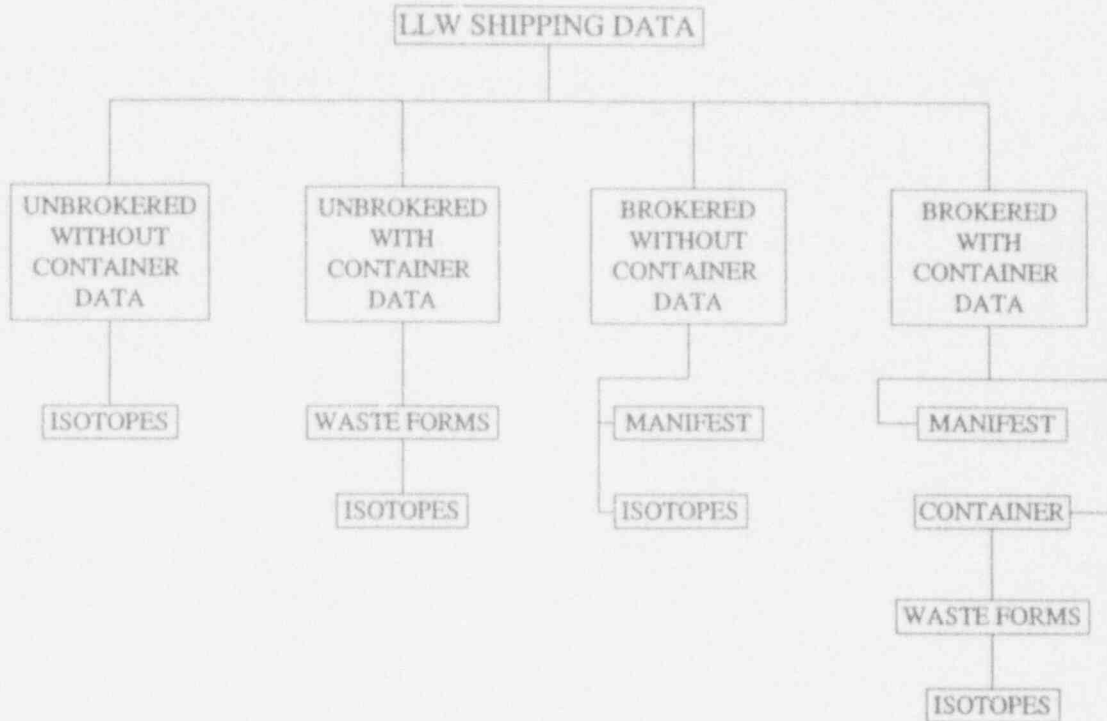 LLW SHIPPING DATA
UNBROKERED
WITHOUT
CONTAINER
DATA
UNBROKERED
WITH
CONTAINER
DATA
BROKERED
WITHOUT
CONTAINER
DATA
BROKERED
WITH
CONTAINER
DATA
ISOTOPES
WASTE FORMS
MANIFEST
MANIFEST
ISOTOPES
ISOTOPES
CONTAINER
WASTE FORMS
ISOTOPES